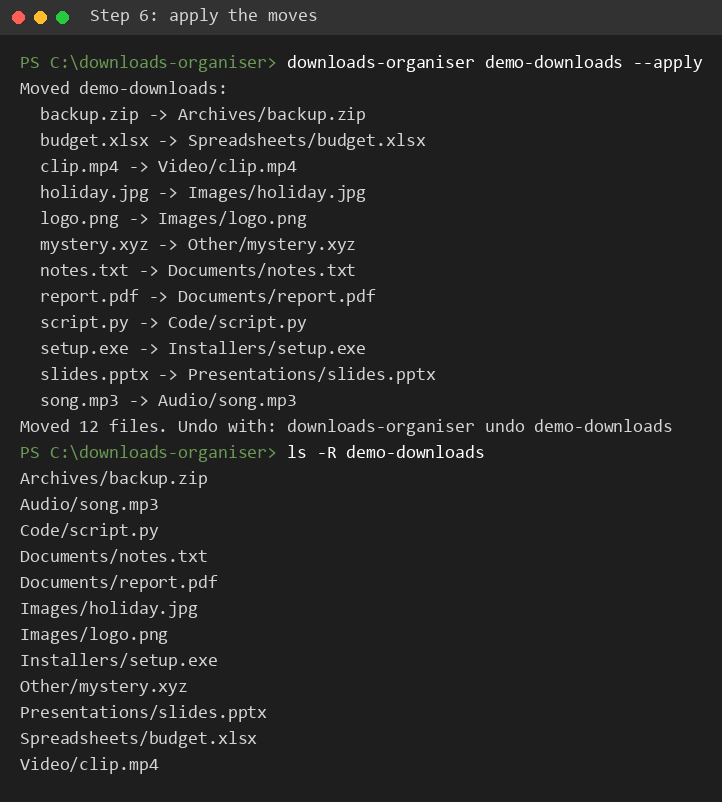 Step 6: apply the moves
PS C:\downloads-organiser> downloads-organiser demo-downloads --apply
Moved demo-downloads:
  backup.zip -> Archives/backup.zip
  budget.xlsx -> Spreadsheets/budget.xlsx
  clip.mp4 -> Video/clip.mp4
  holiday.jpg -> Images/holiday.jpg
  logo.png -> Images/logo.png
  mystery.xyz -> Other/mystery.xyz
  notes.txt -> Documents/notes.txt
  report.pdf -> Documents/report.pdf
  script.py -> Code/script.py
  setup.exe -> Installers/setup.exe
  slides.pptx -> Presentations/slides.pptx
  song.mp3 -> Audio/song.mp3
Moved 12 files. Undo with: downloads-organiser undo demo-downloads
PS C:\downloads-organiser> ls -R demo-downloads
Archives/backup.zip
Audio/song.mp3
Code/script.py
Documents/notes.txt
Documents/report.pdf
Images/holiday.jpg
Images/logo.png
Installers/setup.exe
Other/mystery.xyz
Presentations/slides.pptx
Spreadsheets/budget.xlsx
Video/clip.mp4